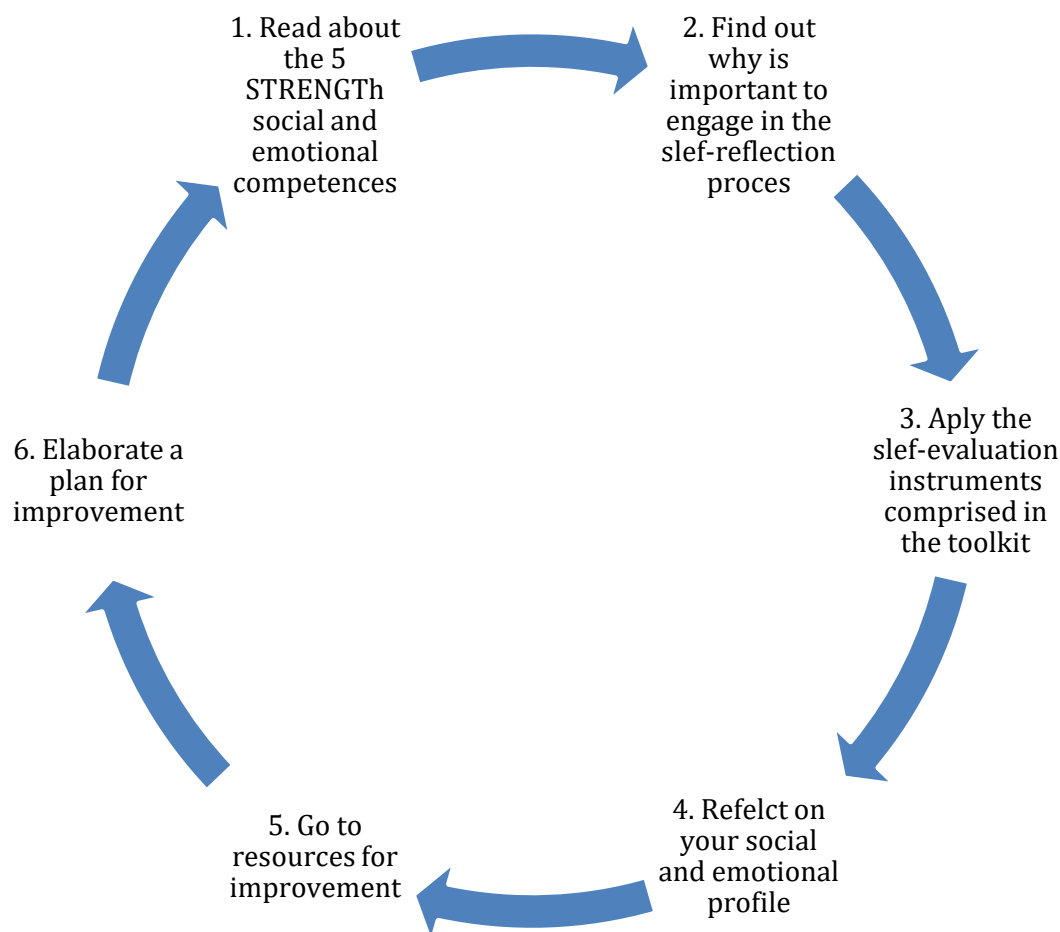 1. Read about
the 5
STRENGTh
social and
emotional
competences
2. Find out
why is
important to
engage in the
slef-reflection
proces
3. Aply the
slef-evaluation
instruments
comprised in
the toolkit
4. Refelct on
your social
and emotional
profile
5. Go to
resources for
improvement
6. Elaborate a
plan for
improvement